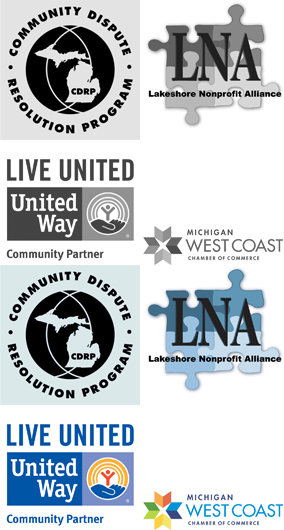 COMMUNITY DISPUTE
RESOLUTION PROGRAM
CDRP
LNA
Lakeshore Nonprofit Alliance
LIVE UNITED
United
Way
®
Community Partner
MICHIGAN
WEST COAST
CHAMBER OF COMMERCE
COMMUNITY DISPUTE
RESOLUTION PROGRAM
CDRP
LNA
Lakeshore Nonprofit Alliance
LIVE UNITED
United
Way
®
Community Partner
MICHIGAN
WEST COAST
CHAMBER OF COMMERCE